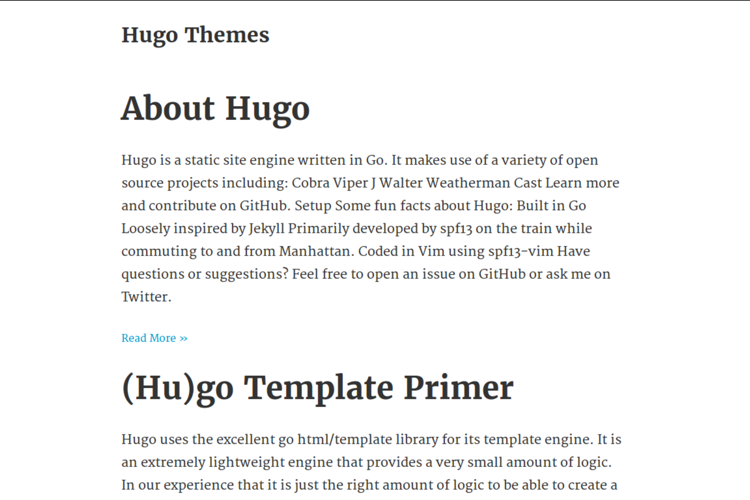 Hugo Themes
About Hugo
Hugo is a static site engine written in Go. It makes use of a variety of open
source projects including: Cobra Viper J Walter Weatherman Cast Learn more
and contribute on GitHub. Setup Some fun facts about Hugo: Built in Go
Loosely inspired by Jekyll Primarily developed by spf13 on the train while
commuting to and from Manhattan. Coded in Vim using spf13-vim Have
questions or suggestions? Feel free to open an issue on GitHub or ask me on
Twitter.
Read More »
(Hu)go Template Primer
Hugo uses the excellent go html/template library for its template engine. It is
an extremely lightweight engine that provides a very small amount of logic.
In our experience that it is just the right amount of logic to be able to create a